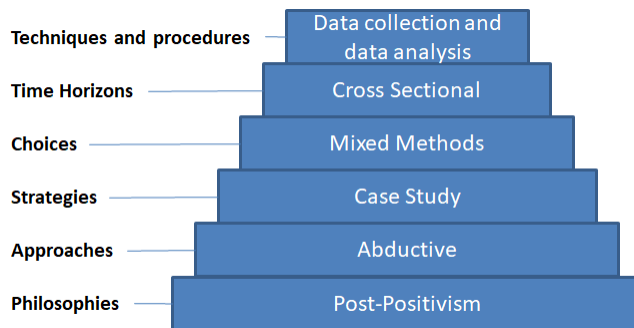 Techniques and procedures
Data collection and
data analysis
Time Horizons
Cross Sectional
Choices
Mixed Methods
Strategies
Case Study
Approaches
Abductive
Philosophies
Post-Positivism